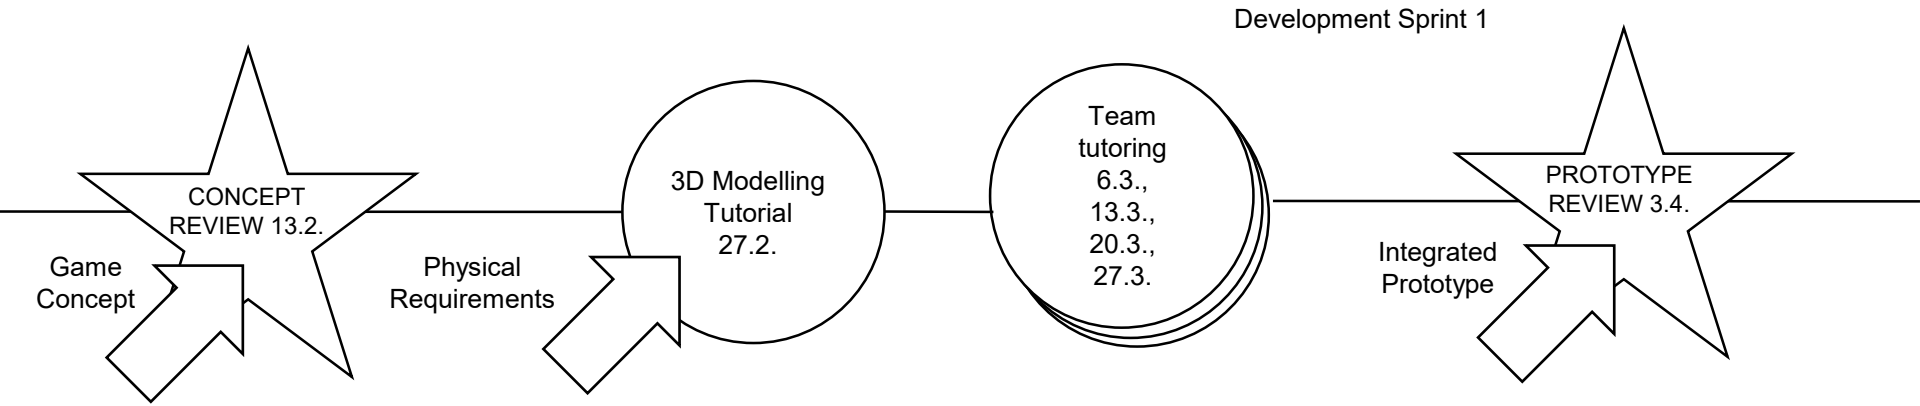 Development Sprint 1
CONCEPT
REVIEW 13.2.
Game
Concept
Physical
Requirements
3D Modelling
Tutorial
27.2.
Team
tutoring
6.3.,
13.3.,
20.3.,
27.3.
PROTOTYPE
REVIEW 3.4.
Integrated
Prototype